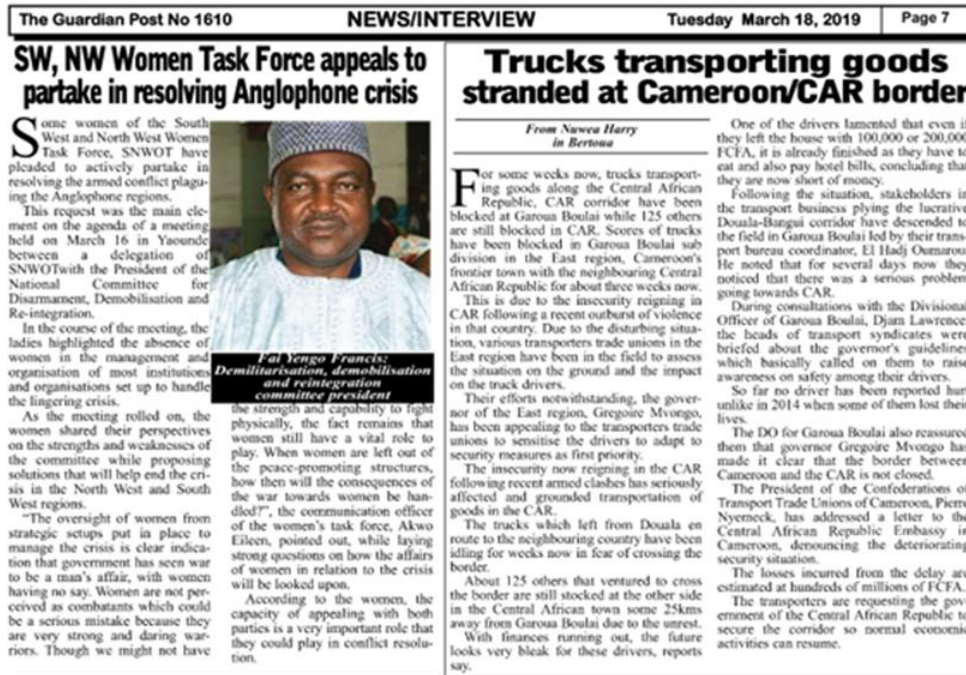 The Guardian Post No 1610
NEWS/INTERVIEW
Tuesday March 18, 2019
Page 7
SW, NW Women Task Force appeals to
partake in resolving Anglophone crisis
Some women of the South
West and North West Women
Task Force, SNWOT have
pleaded to actively partake in
resolving the armed conflict plagu-
ing the Anglophone regions.
This request was the main ele-
ment on the agenda of a meeting
held on March 16 in Yaounde
between a delegation of
SNWOTwith the President of the
National Committee for
Disarmament, Demobilisation and
Re-integration.
In the course of the meeting, the
ladies highlighted the absence of
women in the management and
organisation of most institutions
and organisations set up to handle
the lingering crisis.
As the meeting rolled on, the
women shared their perspectives
on the strengths and weaknesses of
the committee while proposing
solutions that will help end the cri-
sis in the North West and South
West regions.
"The oversight of women from
strategic setups put in place to
manage the crisis is clear indica-
tion that government has seen war
to be a man's affair, with women
having no say. Women are not per-
ceived as combatants which could
be a serious mistake because they
are very strong and daring war-
riors. Though we might not have
Fai Yengo Francis:
Demilitarisation, demobilisation
and reintegration
committee president
the strength and capability to fight
physically, the fact remains that
women still have a vital role to
play. When women are left out of
the peace-promoting structures,
how then will the consequences of
the war towards women be han-
dled?", the communication officer
of the women's task force, Akwo
Eileen, pointed out, while laying
strong questions on how the affairs
of women in relation to the crisis
will be looked upon.
According to the women, the
capacity of appealing with both
parties is a very important role that
they could play in conflict resolu-
tion.
Trucks transporting goods
stranded at Cameroon/CAR border
From Nuwea Harry
in Bertoua
For some weeks now, trucks transport-
ing goods along the Central African
Republic, CAR corridor have been
blocked at Garoua Boulai while 125 others
are still blocked in CAR. Scores of trucks
have been blocked in Garoua Boulai sub
division in the East region, Cameroon's
frontier town with the neighbouring Central
African Republic for about three weeks now.
This is due to the insecurity reigning in
CAR following a recent outburst of violence
in that country. Due to the disturbing situa-
tion, various transporters trade unions in the
East region have been in the field to assess
the situation on the ground and the impact
on the truck drivers.
Their efforts notwithstanding, the gover-
nor of the East region, Gregoire Mvongo,
has been appealing to the transporters trade
unions to sensitise the drivers to adapt to
security measures as first priority.
The insecurity now reigning in the CAR
following recent armed clashes has seriously
affected and grounded transportation of
goods in the CAR.
The trucks which left from Douala en
route to the neighbouring country have been
idling for weeks now in fear of crossing the
border.
About 125 others that ventured to cross
the border are still stocked at the other side
in the Central African town some 25kms
away from Garoua Boulai due to the unrest.
With finances running out, the future
looks very bleak for these drivers, reports
say.
One of the drivers lamented that even if
they left the house with 100,000 or 200,000
FCFA, it is already finished as they have to
eat and also pay hotel bills, concluding that
they are now short of money.
Following the situation, stakeholders in
the transport business plying the lucrative
Douala-Bangui corridor have descended to
the field in Garoua Boulai led by their trans-
port bureau coordinator, El Hadj Oumarou.
He noted that for several days now they
noticed that there was a serious problem
going towards CAR.
During consultations with the Divisional
Officer of Garoua Boulai, Djam Lawrence,
the heads of transport syndicates were
briefed about the governor's guidelines
which basically called on them to raise
awareness on safety among their drivers.
So far no driver has been reported hurt
unlike in 2014 when some of them lost their
lives.
The DO for Garoua Boulai also reassured
them that governor Gregoire Mvongo has
made it clear that the border between
Cameroon and the CAR is not closed.
The President of the Confederations of
Transport Trade Unions of Cameroon, Pierre
Nyemeck, has addressed a letter to the
Central African Republic Embassy in
Cameroon, denouncing the deteriorating
security situation.
The losses incurred from the delay are
estimated at hundreds of millions of FCFA.
The transporters are requesting the gov-
ernment of the Central African Republic to
secure the corridor so normal economic
activities can resume.